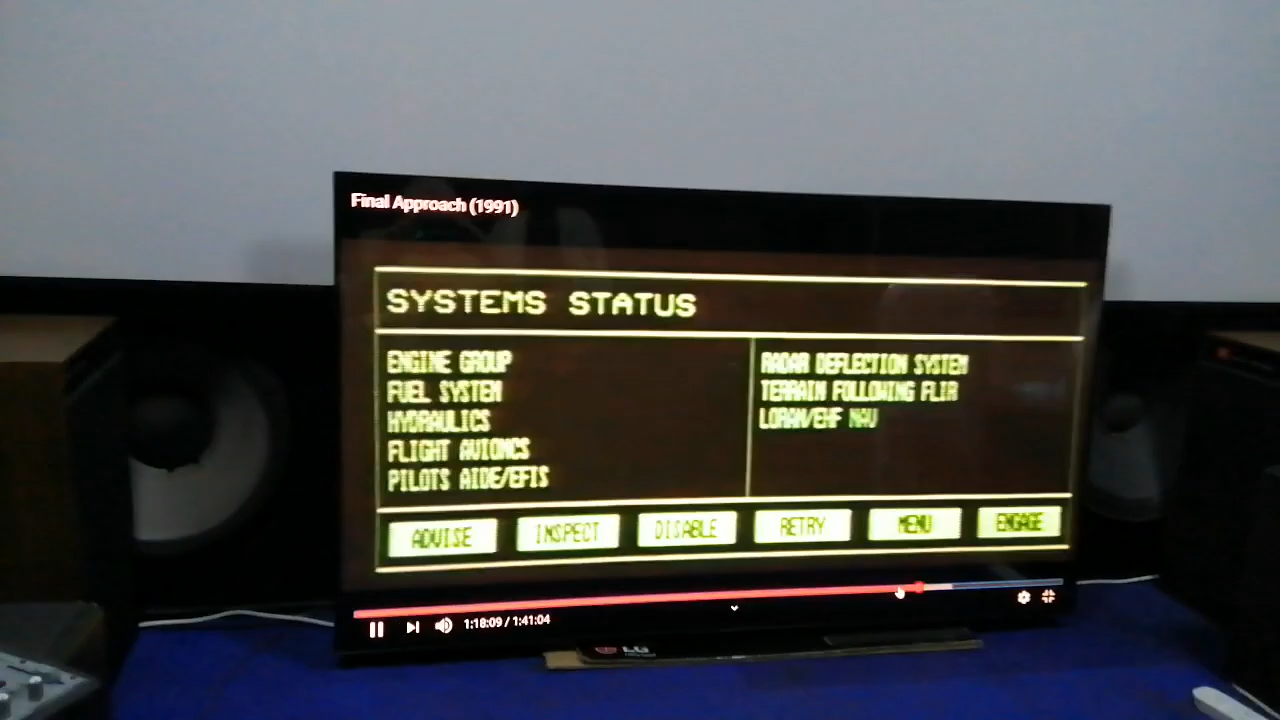 Final Approach (1991)
SYSTEMS STATUS
ENGINE GROUP
FUEL SYSTEM
HYDRAULICS
FLIGHT AVIONCS
PILOTS AIDE/EFIS
RADAR DEFLECTION SYSTEM
TERRAIN FOLLOWING FLIR
LORAN/EHF NAV
ADVISE INSPECT DISABLE RETRY MENU ENGAGE
1:18:09 / 1:41:04
LG